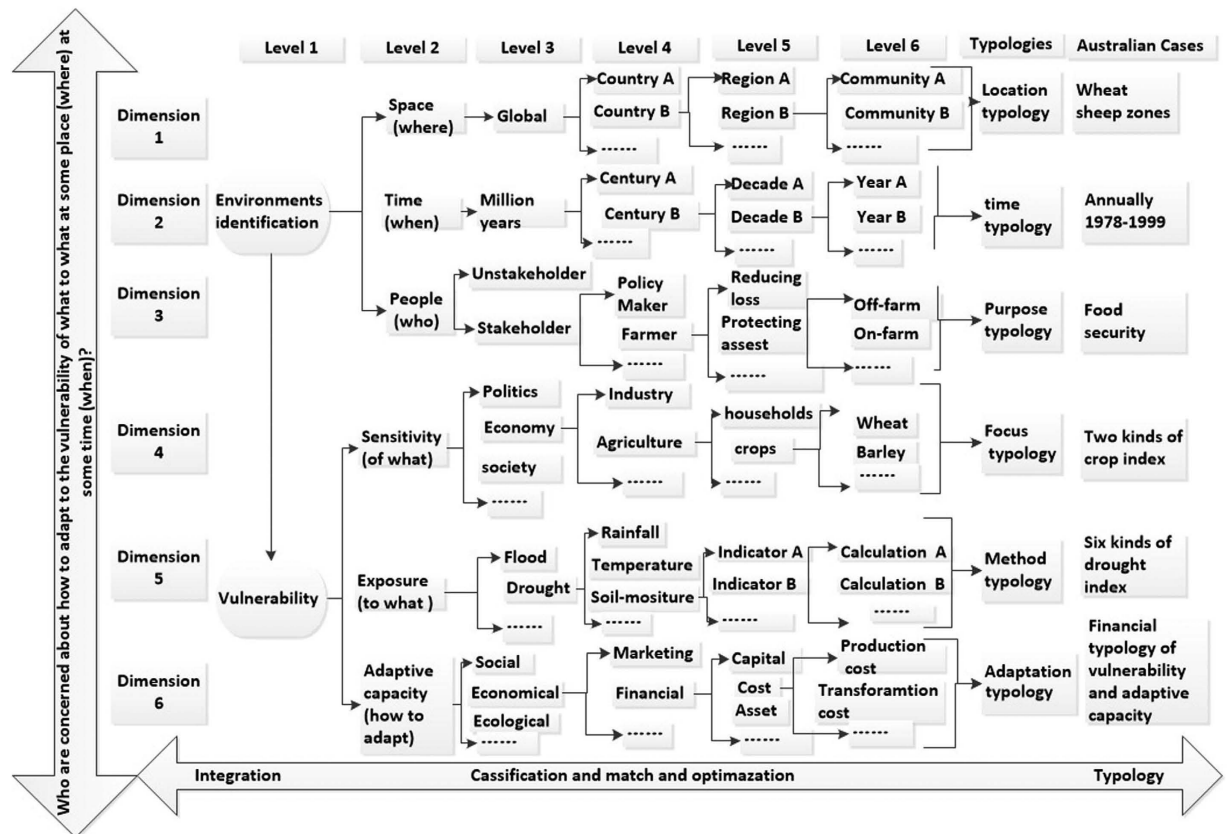 Who are concerned about how to adapt to the vulnerability of what to what at some place (where) at
some time (when)?
Level 1
Level 2
Level 3
Level 4
Level 5
Level 6
Typologies
Australian Cases
Dimension
1
Space
(where)
Global
Country A
Country B
------
Region A
Region B
------
Community A
Community B
------
Location
typology
Wheat
sheep zones
Dimension
2
Environments
identification
Time
(when)
Million
years
Century A
Century B
------
Decade A
Decade B
------
Year A
Year B
------
time
typology
Annually
1978-1999
Dimension
3
People
(who)
Unstakeholder
Stakeholder
Policy
Maker
Farmer
------
Reducing
loss
Protecting
assest
------
Off-farm
On-farm
------
Purpose
typology
Food
security
Dimension
4
Sensitivity
(of what)
Politics
Economy
society
------
Industry
Agriculture
------
households
crops
------
Wheat
Barley
------
Focus
typology
Two kinds of
crop index
Dimension
5
Vulnerability
Exposure
(to what )
Flood
Drought
------
Rainfall
Temperature
Soil-mositure
------
Indicator A
Indicator B
------
Calculation A
Calculation B
------
Method
typology
Six kinds of
drought
index
Dimension
6
Adaptive
capacity
(how to
adapt)
Social
Economical
Ecological
------
Marketing
Financial
------
Capital
Cost
Asset
------
Production
cost
Transforamtion
cost
------
Adaptation
typology
Financial
typology of
vulnerability
and adaptive
capacity
Integration
Cassification and match and optimazation
Typology